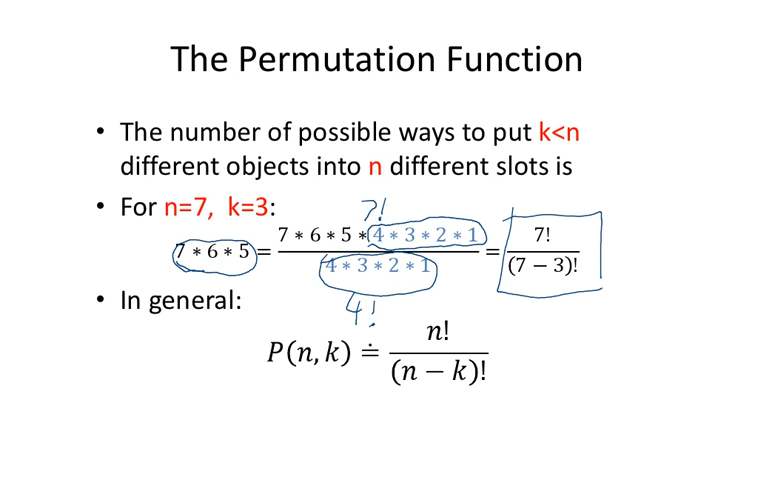 The Permutation Function
• The number of possible ways to put k<n
different objects into n different slots is
• For n=7, k=3:
7!
7 ∗ 6 ∗ 5 = (7 ∗ 6 ∗ 5 ∗ 4 ∗ 3 ∗ 2 ∗ 1) / (4 ∗ 3 ∗ 2 ∗ 1) = 7! / (7 − 3)!
4!
• In general:
P(n, k) ≐ n! / (n − k)!